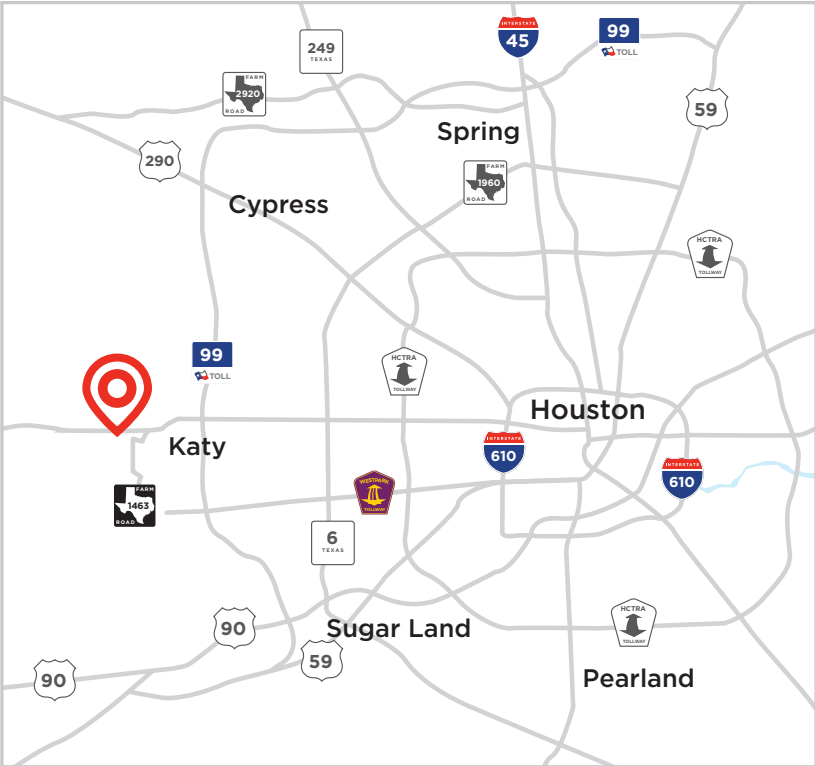 249
TEXAS
INTERSTATE
45
99
TOLL
FARM
2920
ROAD
59
Spring
290
FARM
1960
ROAD
Cypress
HCTRA
TOLLWAY
99
TOLL
HCTRA
TOLLWAY
Houston
Katy
INTERSTATE
610
INTERSTATE
610
WESTPARK
TOLLWAY
FARM
1463
ROAD
6
TEXAS
HCTRA
TOLLWAY
90
Sugar Land
59
90
Pearland